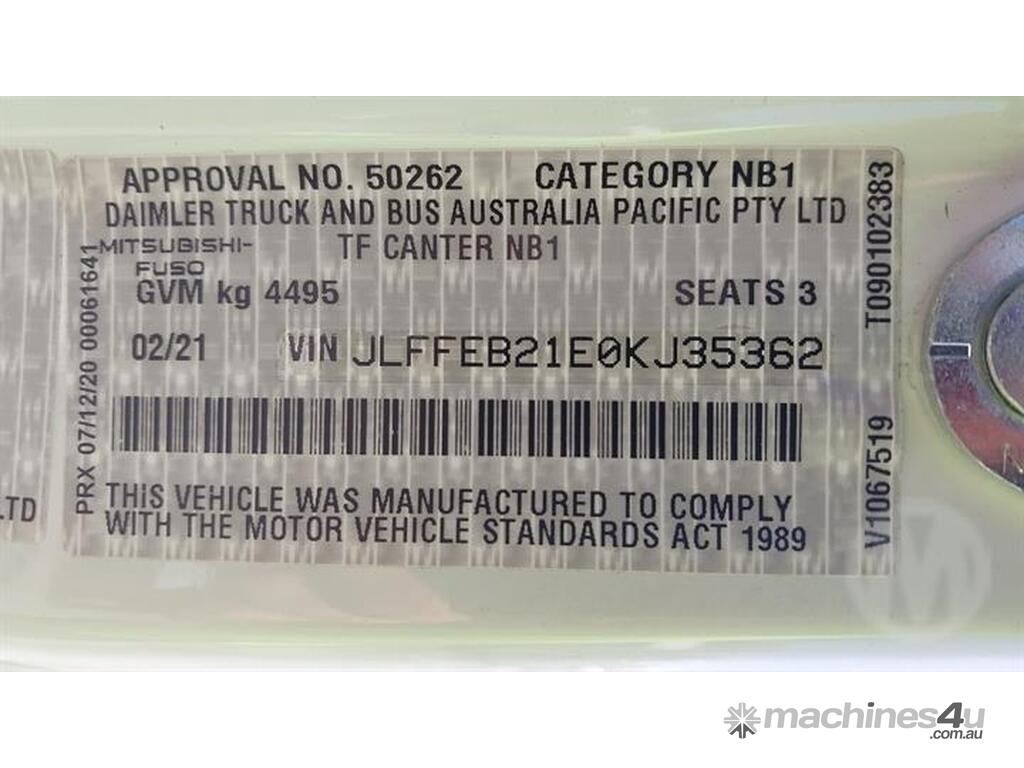 APPROVAL NO. 50262 CATEGORY NB1
DAIMLER TRUCK AND BUS AUSTRALIA PACIFIC PTY LTD
MITSUBISHI-FUSO TF CANTER NB1
GVM kg 4495 SEATS 3
02/21 VIN JLFFEB21E0KJ35362
THIS VEHICLE WAS MANUFACTURED TO COMPLY
WITH THE MOTOR VEHICLE STANDARDS ACT 1989
PRX 07/12/20 00061641
V1067519 T090102383
LTD
M
machines4u
.com.au